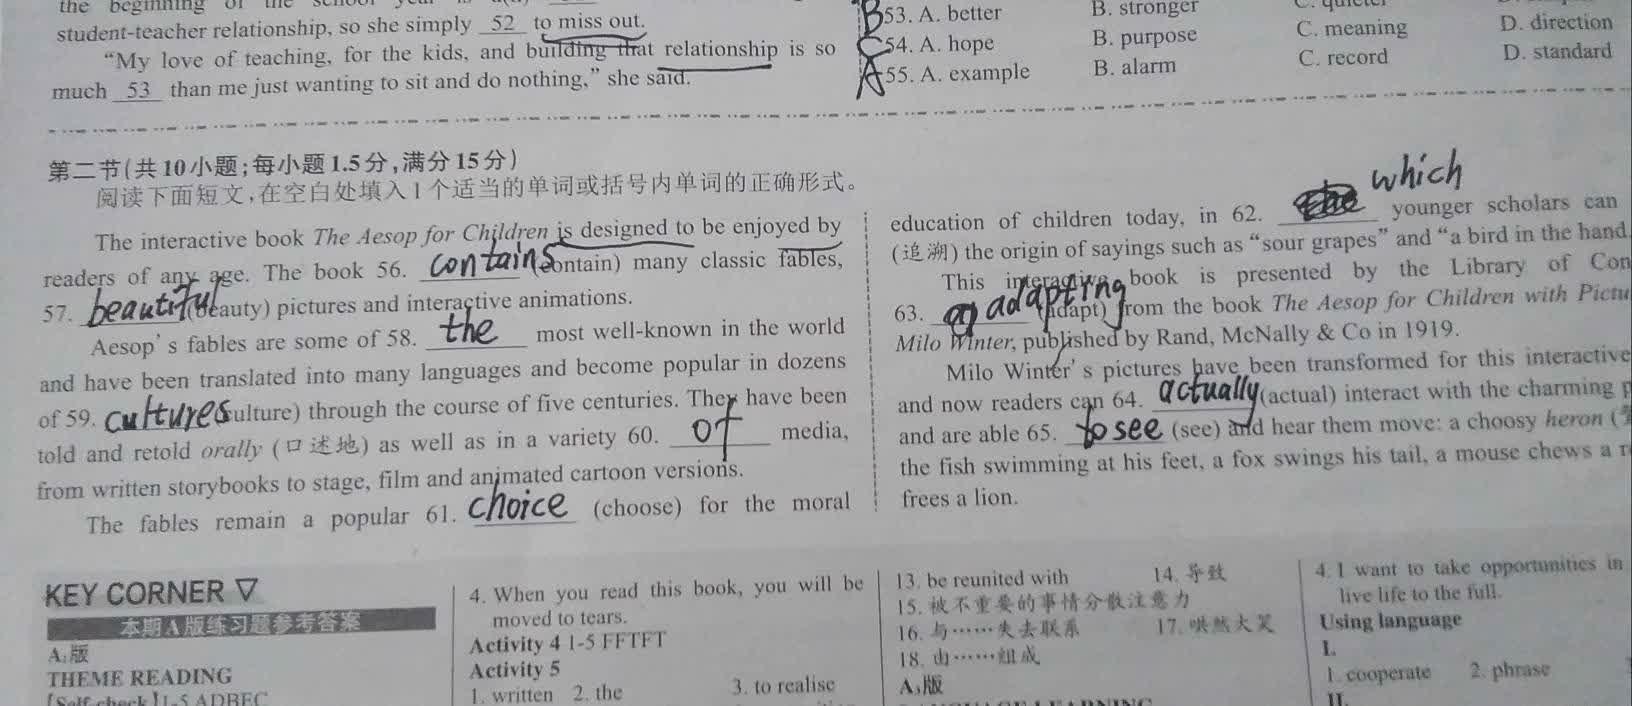 the beginning of the school year
student-teacher relationship, so she simply 52 to miss out.
"My love of teaching, for the kids, and building that relationship is so
much 53 than me just wanting to sit and do nothing," she said.
B 53. A. better B. stronger C. quieter
C 54. A. hope B. purpose C. meaning D. direction
A 55. A. example B. alarm C. record D. standard
第二节(共10小题;每小题1.5分,满分15分)
阅读下面短文,在空白处填入1个适当的单词或括号内单词的正确形式。
The interactive book The Aesop for Children is designed to be enjoyed by
readers of any age. The book 56. contains (contain) many classic fables,
57. beautiful (beauty) pictures and interactive animations.
Aesop's fables are some of 58. the most well-known in the world
and have been translated into many languages and become popular in dozens
of 59. cultures (culture) through the course of five centuries. They have been
told and retold orally (口述地) as well as in a variety 60. of media,
from written storybooks to stage, film and animated cartoon versions.
The fables remain a popular 61. choice (choose) for the moral
education of children today, in 62. which younger scholars can
(追溯) the origin of sayings such as "sour grapes" and "a bird in the hand
This interactive book is presented by the Library of Con
63. adapting (adapt) from the book The Aesop for Children with Pictu
Milo Winter, published by Rand, McNally & Co in 1919.
Milo Winter's pictures have been transformed for this interactive
and now readers can 64. actually (actual) interact with the charming p
and are able 65. to see (see) and hear them move: a choosy heron (
the fish swimming at his feet, a fox swings his tail, a mouse chews a r
frees a lion.
KEY CORNER ▽
本期A版练习题参考答案
A₂版
THEME READING
[Self-check] 1-5 ADBEC
4. When you read this book, you will be
moved to tears.
Activity 4 1-5 FFTFT
Activity 5
1. written 2. the 3. to realise
13. be reunited with 14. 导致
15. 被不重要的事情分散注意力
16. 与……失去联系 17. 哄然大笑
18. 由……组成
A₃版
4. I want to take opportunities in
live life to the full.
Using language
I.
1. cooperate 2. phrase
II.